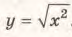 y = √x².